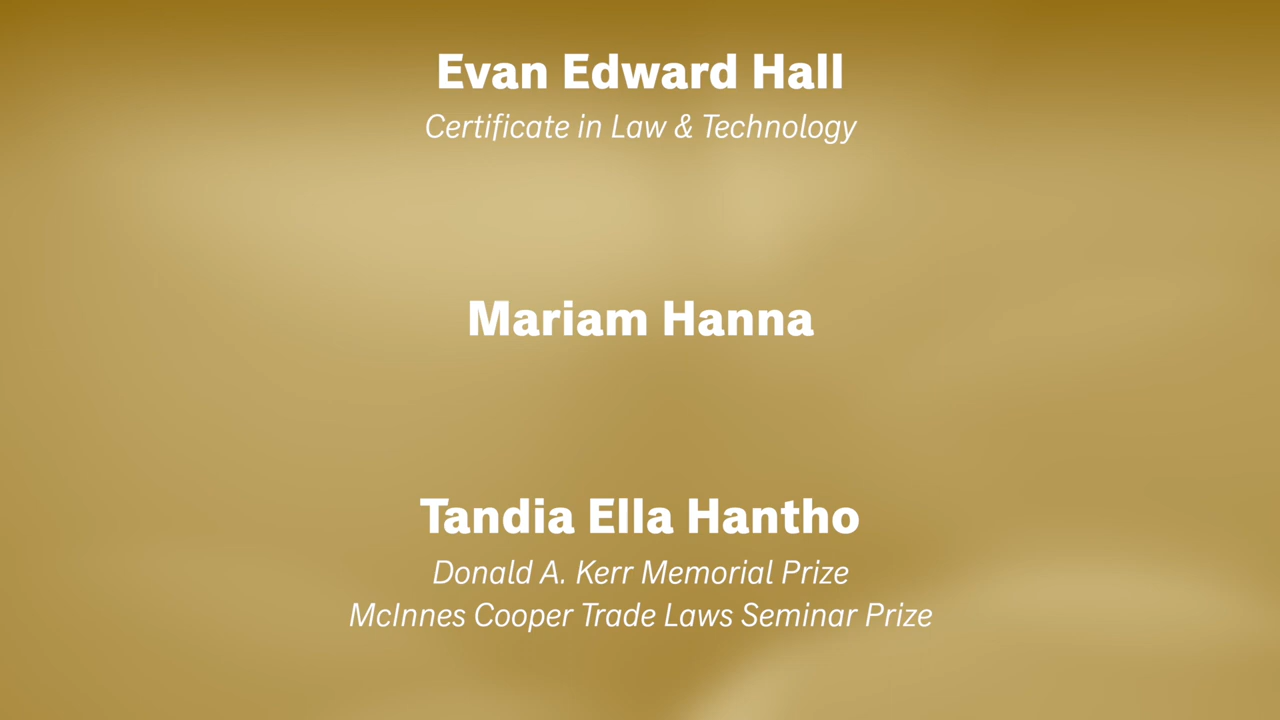 Evan Edward Hall
Certificate in Law & Technology
Mariam Hanna
Tandia Ella Hantho
Donald A. Kerr Memorial Prize
McInnes Cooper Trade Laws Seminar Prize